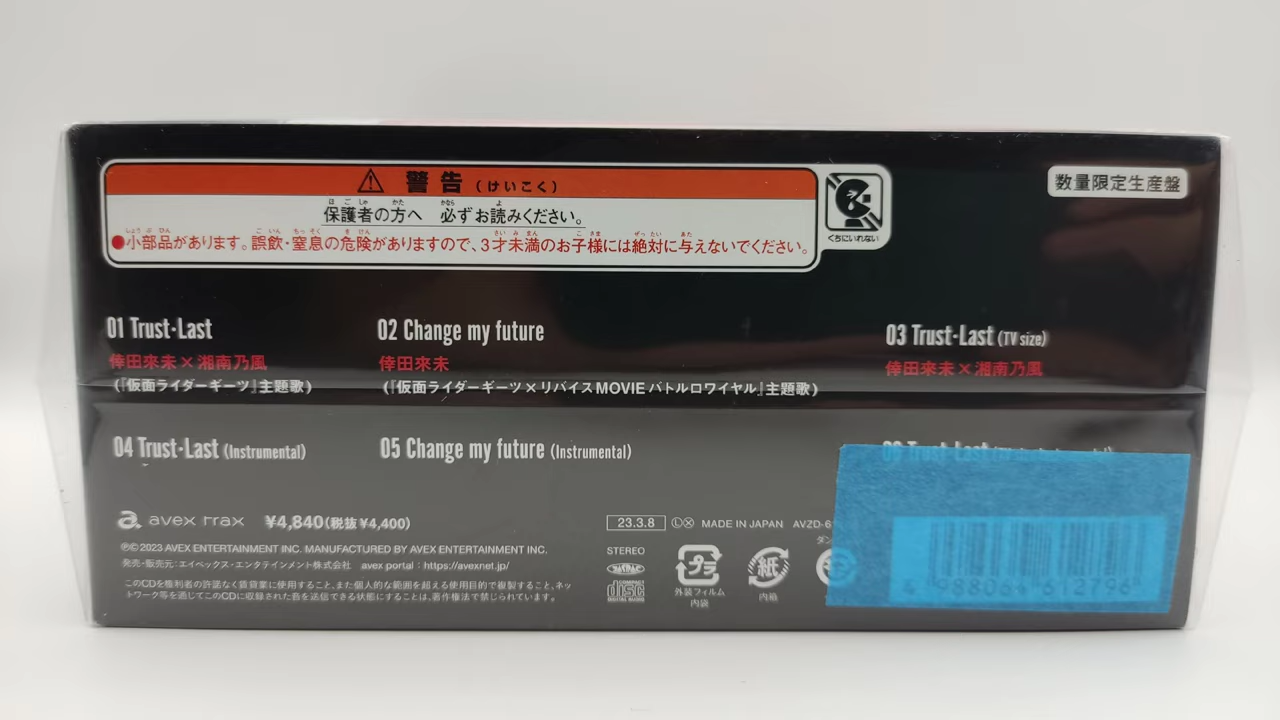 警告(けいこく)
保護者の方へ 必ずお読みください。
●小部品があります。誤飲・窒息の危険がありますので、3才未満のお子様には絶対に与えないでください。
くちにいれない
数量限定生産盤
01 Trust・Last
倖田來未×湘南乃風
(『仮面ライダーギーツ』主題歌)
02 Change my future
倖田來未
(『仮面ライダーギーツ×リバイス MOVIEバトルロワイヤル』主題歌)
03 Trust・Last (TV size)
倖田來未×湘南乃風
04 Trust・Last (Instrumental)
05 Change my future (Instrumental)
Trust・Last
avex trax ¥4,840(税抜¥4,400)
23.3.8 Ⓛ MADE IN JAPAN AVZD-
ⓅⒸ2023 AVEX ENTERTAINMENT INC. MANUFACTURED BY AVEX ENTERTAINMENT INC.
発売・販売元:エイベックス・エンタテインメント株式会社 avex portal:https://avexnet.jp/
このCDを権利者の許諾なく賃貸業に使用すること、また個人的な範囲を超える使用目的で複製すること、ネッ
トワーク等を通じてこのCDに収録された音を送信できる状態にすることは、著作権法で禁じられています。
STEREO
JASRAC
COMPACT
DISC
DIGITAL AUDIO
プラ
外装フィルム
内袋
紙
内箱
ダン